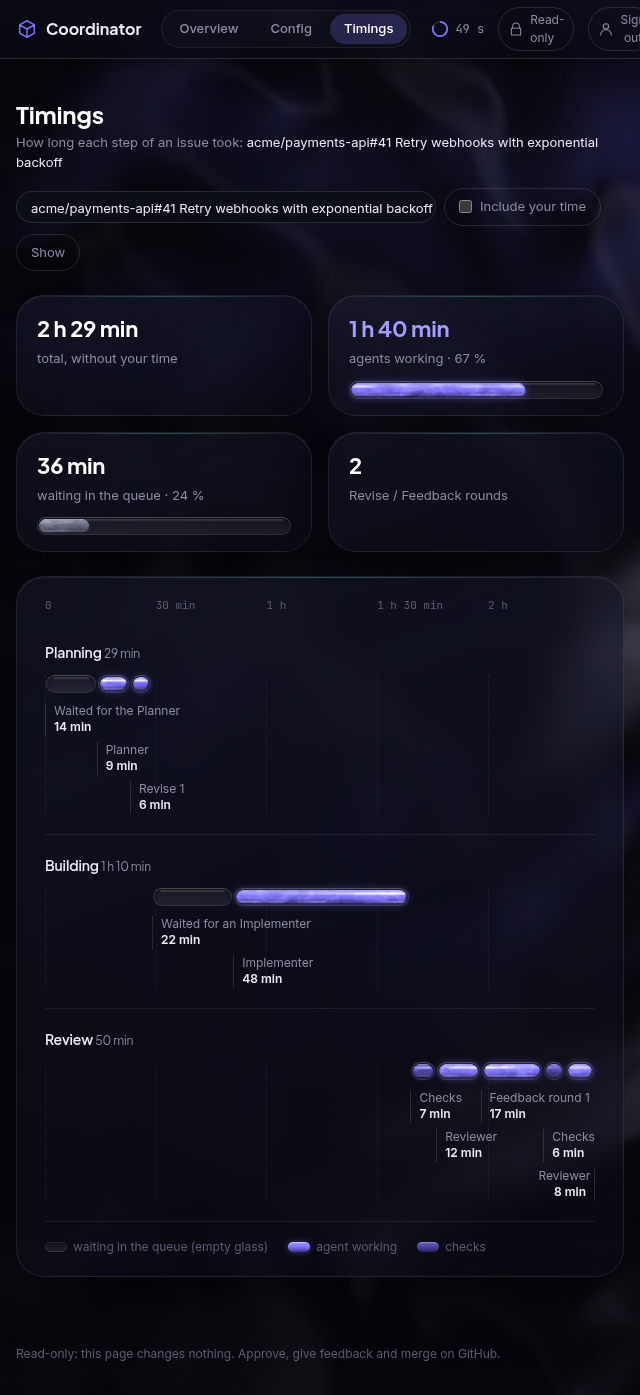 Coordinator
Overview
Config
Timings
49 s
Read-
only
Sign
out
Timings
How long each step of an issue took: acme/payments-api#41 Retry webhooks with exponential
backoff
acme/payments-api#41 Retry webhooks with exponential backoff
Include your time
Show
2 h 29 min
total, without your time
1 h 40 min
agents working · 67 %
36 min
waiting in the queue · 24 %
2
Revise / Feedback rounds
0
30 min
1 h
1 h 30 min
2 h
Planning 29 min
Waited for the Planner
14 min
Planner
9 min
Revise 1
6 min
Building 1 h 10 min
Waited for an Implementer
22 min
Implementer
48 min
Review 50 min
Checks
7 min
Feedback round 1
17 min
Reviewer
12 min
Checks
6 min
Reviewer
8 min
waiting in the queue (empty glass)
agent working
checks
Read-only: this page changes nothing. Approve, give feedback and merge on GitHub.